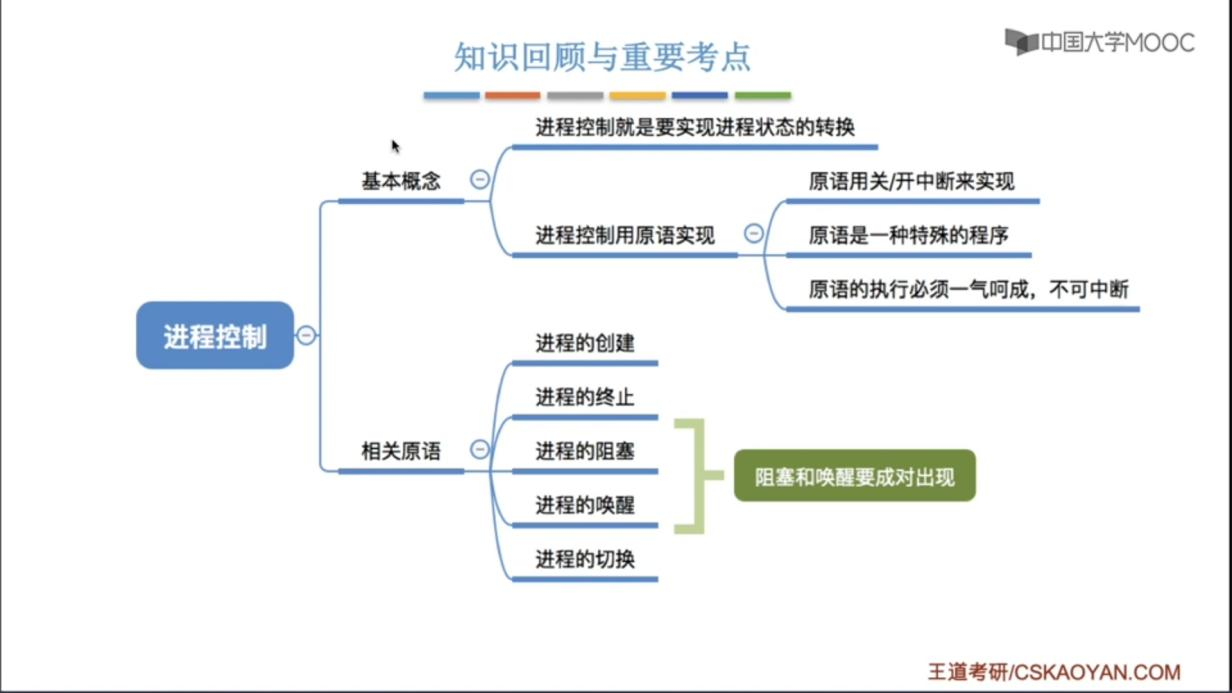 知识回顾与重要考点
中国大学MOOC
进程控制就是要实现进程状态的转换
基本概念
原语用关/开中断来实现
进程控制用原语实现
原语是一种特殊的程序
原语的执行必须一气呵成，不可中断
进程控制
进程的创建
进程的终止
相关原语
进程的阻塞
阻塞和唤醒要成对出现
进程的唤醒
进程的切换
王道考研/CSKAOYAN.COM